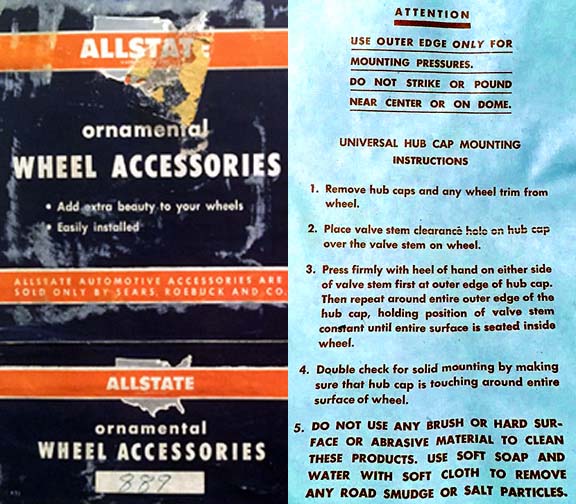 ALLSTATE
ornamental
WHEEL ACCESSORIES
• Add extra beauty to your wheels
• Easily installed
ALLSTATE AUTOMOTIVE ACCESSORIES ARE
SOLD ONLY BY SEARS, ROEBUCK AND CO.
ALLSTATE
ornamental
WHEEL ACCESSORIES
889
ATTENTION
USE OUTER EDGE ONLY FOR
MOUNTING PRESSURES.
DO NOT STRIKE OR POUND
NEAR CENTER OR ON DOME.
UNIVERSAL HUB CAP MOUNTING
INSTRUCTIONS
1. Remove hub caps and any wheel trim from
wheel.
2. Place valve stem clearance hole on hub cap
over the valve stem on wheel.
3. Press firmly with heel of hand on either side
of valve stem first at outer edge of hub cap.
Then repeat around entire outer edge of the
hub cap, holding position of valve stem
constant until entire surface is seated inside
wheel.
4. Double check for solid mounting by making
sure that hub cap is touching around entire
surface of wheel.
5. DO NOT USE ANY BRUSH OR HARD SUR-
FACE OR ABRASIVE MATERIAL TO CLEAN
THESE PRODUCTS. USE SOFT SOAP AND
WATER WITH SOFT CLOTH TO REMOVE
ANY ROAD SMUDGE OR SALT PARTICLES.